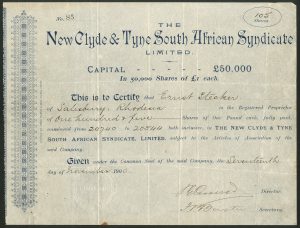 No. 85
105
Shares
THE
New Clyde & Tyne South African Syndicate
LIMITED.
CAPITAL - - - - £50,000
In 50,000 Shares of £1 each.
This is to Certify that Ernst
of Salisbury, Rhodesia is the Registered Proprietor
of One hundred & five Shares of One Pound each, fully paid,
numbered from 20740 to 20844 both inclusive, in THE NEW CLYDE & TYNE
SOUTH AFRICAN SYNDICATE, LIMITED, subject to the Articles of Association of the
said Company.
Given under the Common Seal of the said Company, the Seventeenth
day of November
Director.
Secretary.